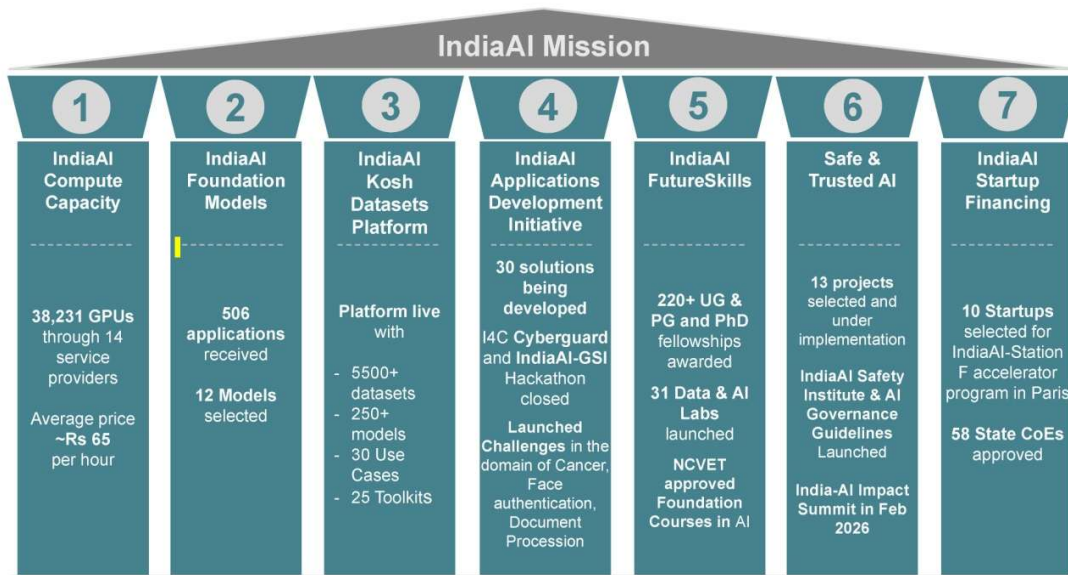 IndiaAI Mission
1
IndiaAI
Compute
Capacity
38,231 GPUs
through 14
service
providers
Average price
~Rs 65
per hour
2
IndiaAI
Foundation
Models
506
applications
received
12 Models
selected
3
IndiaAI
Kosh
Datasets
Platform
Platform live
with
- 5500+
datasets
- 250+
models
- 30 Use
Cases
- 25 Toolkits
4
IndiaAI
Applications
Development
Initiative
30 solutions
being
developed
I4C Cyberguard
and IndiaAI-GSI
Hackathon
closed
Launched
Challenges in the
domain of Cancer,
Face
authentication,
Document
Procession
5
IndiaAI
FutureSkills
220+ UG &
PG and PhD
fellowships
awarded
31 Data & AI
Labs
launched
NCVET
approved
Foundation
Courses in AI
6
Safe &
Trusted AI
13 projects
selected and
under
implementation
IndiaAI Safety
Institute & AI
Governance
Guidelines
Launched
India-AI Impact
Summit in Feb
2026
7
IndiaAI
Startup
Financing
10 Startups
selected for
IndiaAI-Station
F accelerator
program in Paris
58 State CoEs
approved